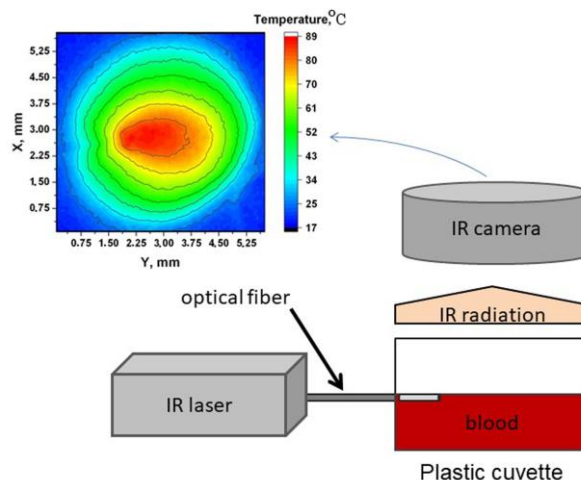 Temperature,°C
89
80
70
61
52
43
34
25
17
5,25
4.50
3.75
3.00
2.25
1.50
0.75
X, mm
0.75 1.50 2.25 3,00 3.75 4.50 5,25
Y, mm
IR camera
IR radiation
optical fiber
IR laser
blood
Plastic cuvette